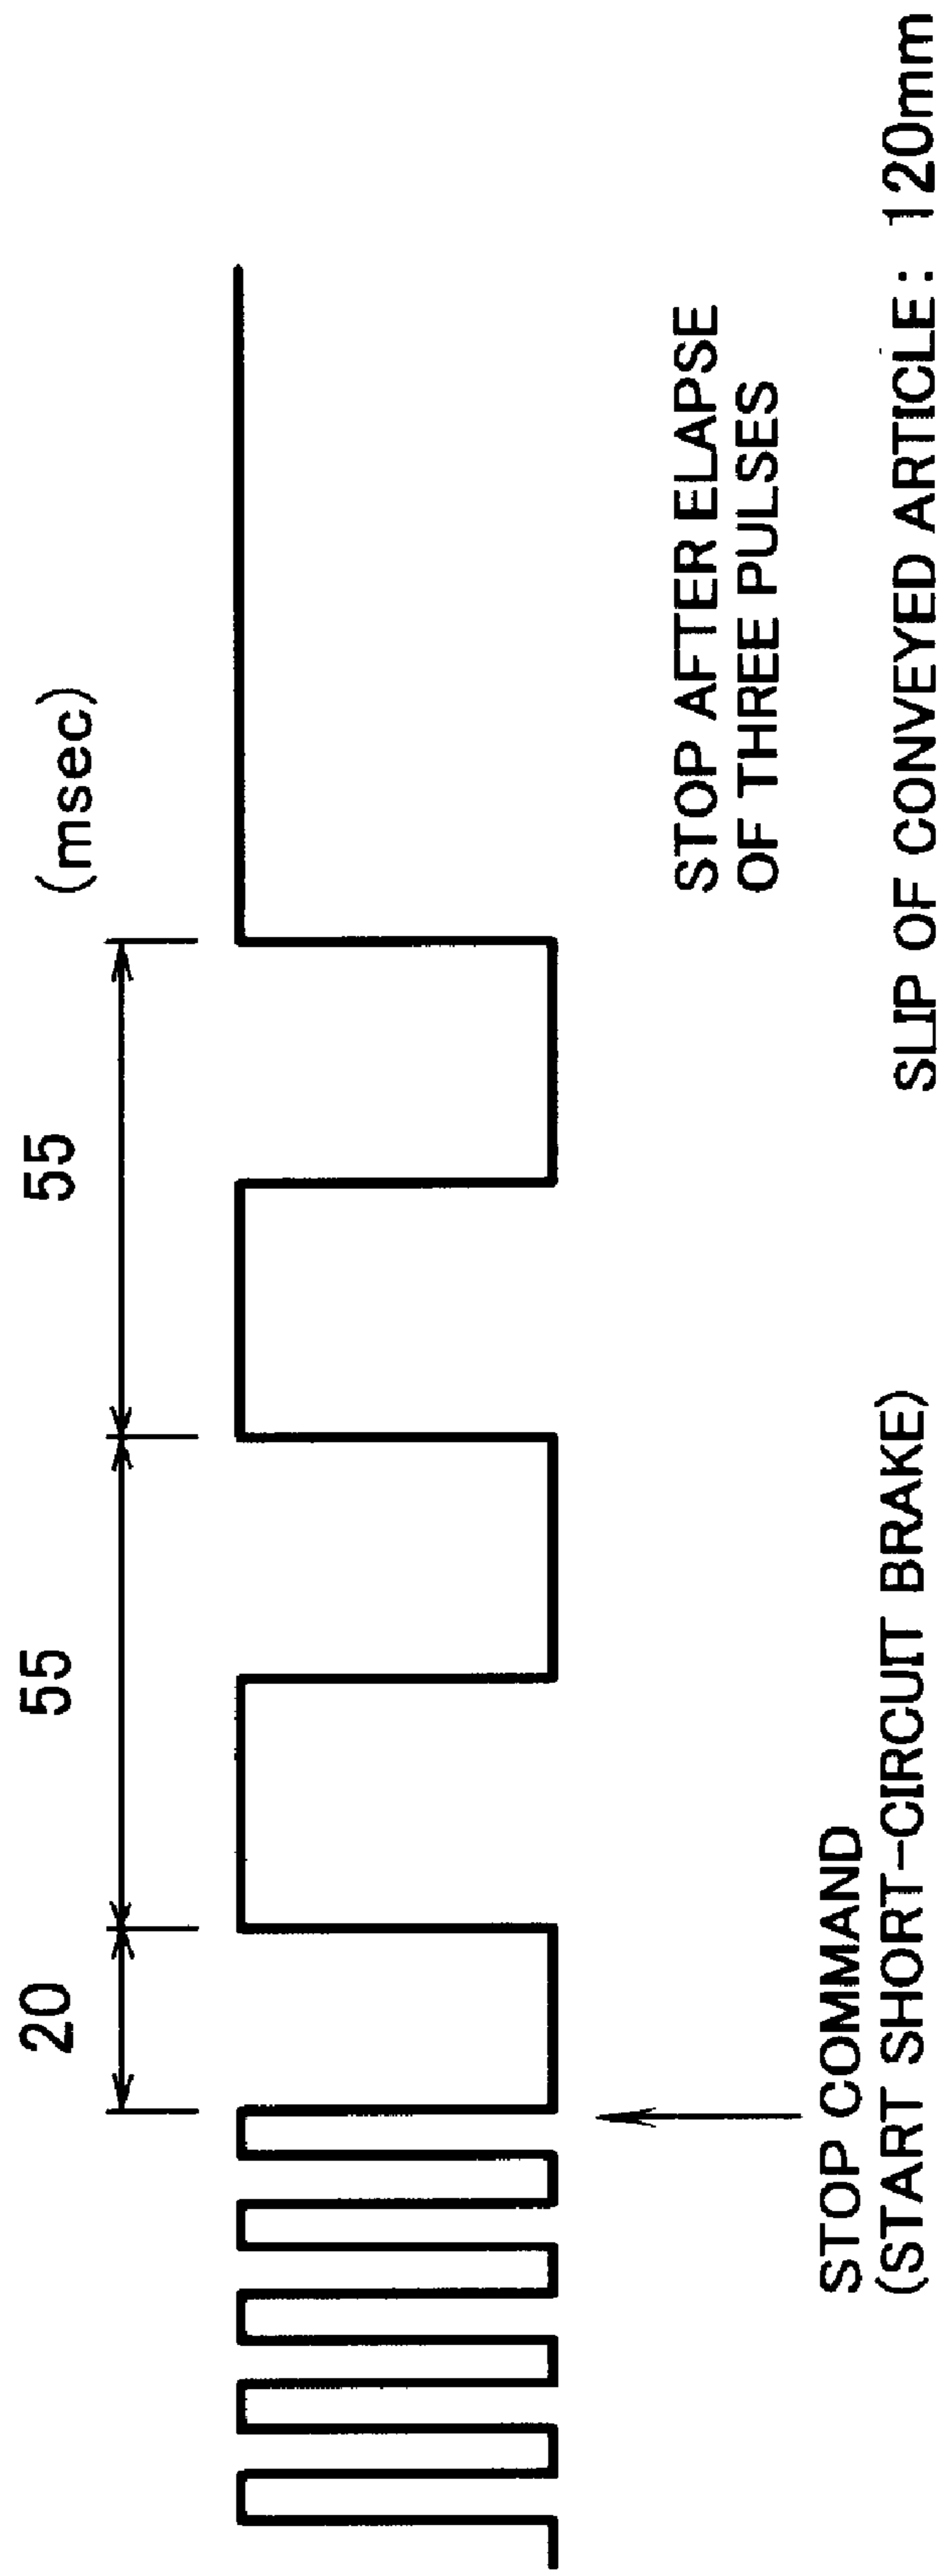 20
55
55
(msec)
STOP COMMAND
(START SHORT-CIRCUIT BRAKE)
STOP AFTER ELAPSE
OF THREE PULSES
SLIP OF CONVEYED ARTICLE: 120mm